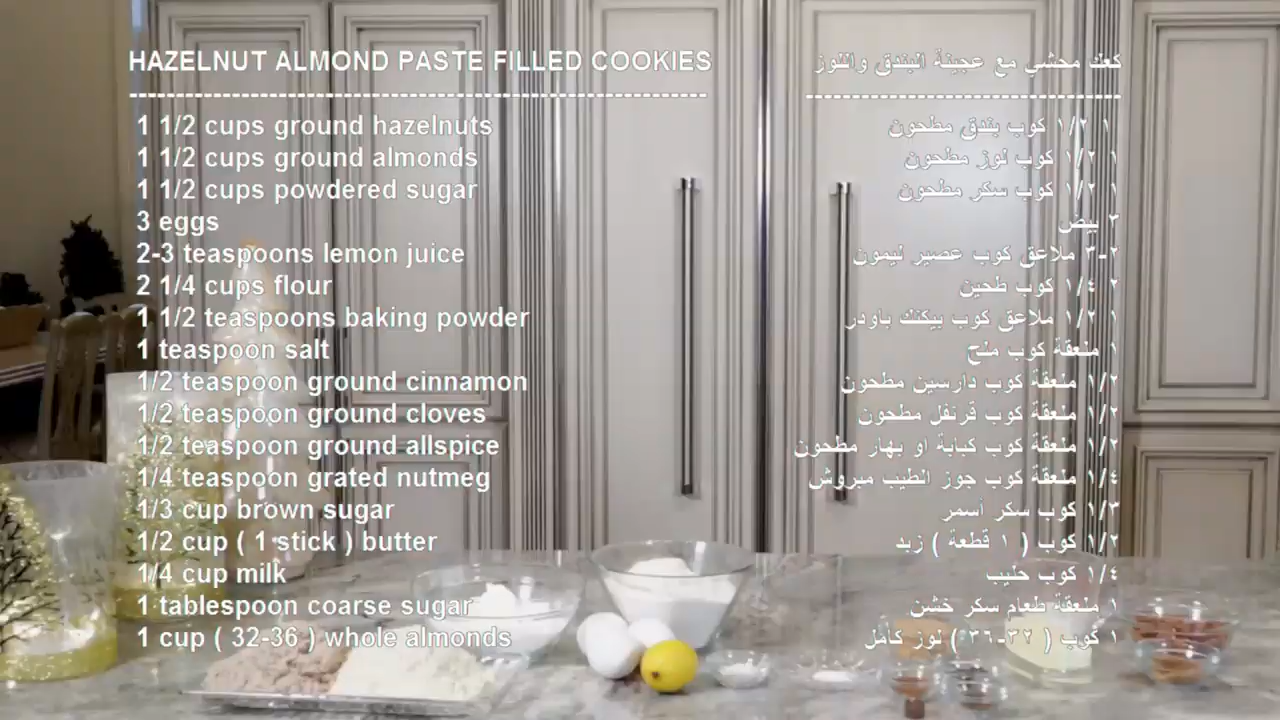 HAZELNUT ALMOND PASTE FILLED COOKIES
--------------------------------------------------------
1 1/2 cups ground hazelnuts
1 1/2 cups ground almonds
1 1/2 cups powdered sugar
3 eggs
2-3 teaspoons lemon juice
2 1/4 cups flour
1 1/2 teaspoons baking powder
1 teaspoon salt
1/2 teaspoon ground cinnamon
1/2 teaspoon ground cloves
1/2 teaspoon ground allspice
1/4 teaspoon grated nutmeg
1/3 cup brown sugar
1/2 cup ( 1 stick ) butter
1/4 cup milk
1 tablespoon coarse sugar
1 cup ( 32-36 ) whole almonds
كعك محشي مع عجينة البندق واللوز
------------------------------
١ ١/٢ كوب بندق مطحون
١ ١/٢ كوب لوز مطحون
١ ١/٢ كوب سكر مطحون
٣ بيض
٢-٣ ملاعق كوب عصير ليمون
٢ ١/٤ كوب طحين
١ ١/٢ ملاعق كوب بيكنك باودر
١ ملعقة كوب ملح
١/٢ ملعقة كوب دارسين مطحون
١/٢ ملعقة كوب قرنفل مطحون
١/٢ ملعقة كوب كبابة او بهار مطحون
١/٤ ملعقة كوب جوز الطيب مبروش
١/٣ كوب سكر أسمر
١/٢ كوب ( ١ قطعة ) زبد
١/٤ كوب حليب
١ ملعقة طعام سكر خشن
١ كوب ( ٣٢-٣٦ ) لوز كامل